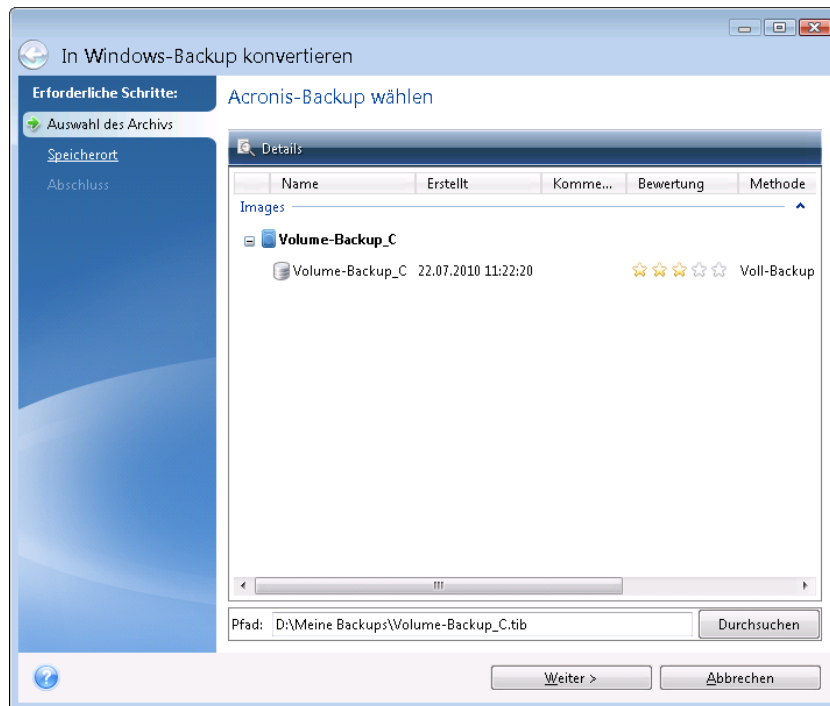 In Windows-Backup konvertieren
Erforderliche Schritte:
Auswahl des Archivs
Speicherort
Abschluss
Acronis-Backup wählen
Details
Name Erstellt Komme... Bewertung Methode
Images
Volume-Backup_C
Volume-Backup_C 22.07.2010 11:22:20 Voll-Backup
Pfad: D:\Meine Backups\Volume-Backup_C.tib Durchsuchen
Weiter > Abbrechen